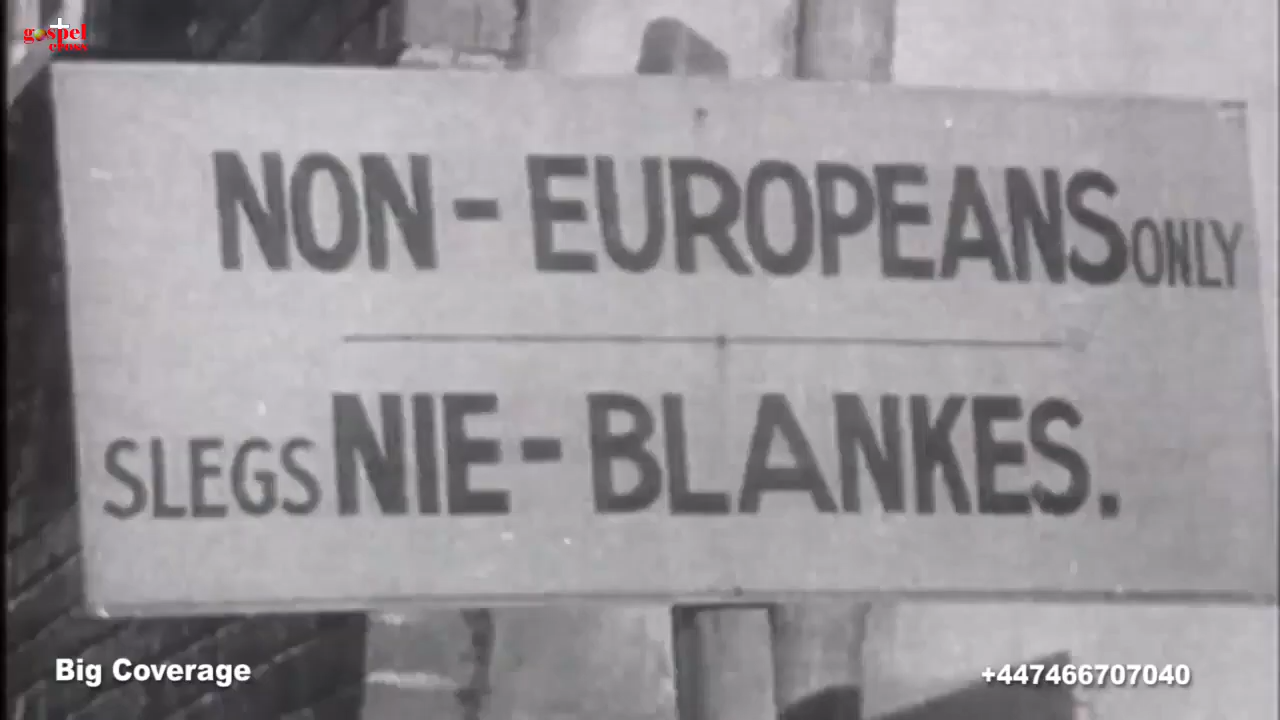 gospel
cross
NON-EUROPEANS ONLY
SLEGS NIE-BLANKES.
Big Coverage
+447466707040